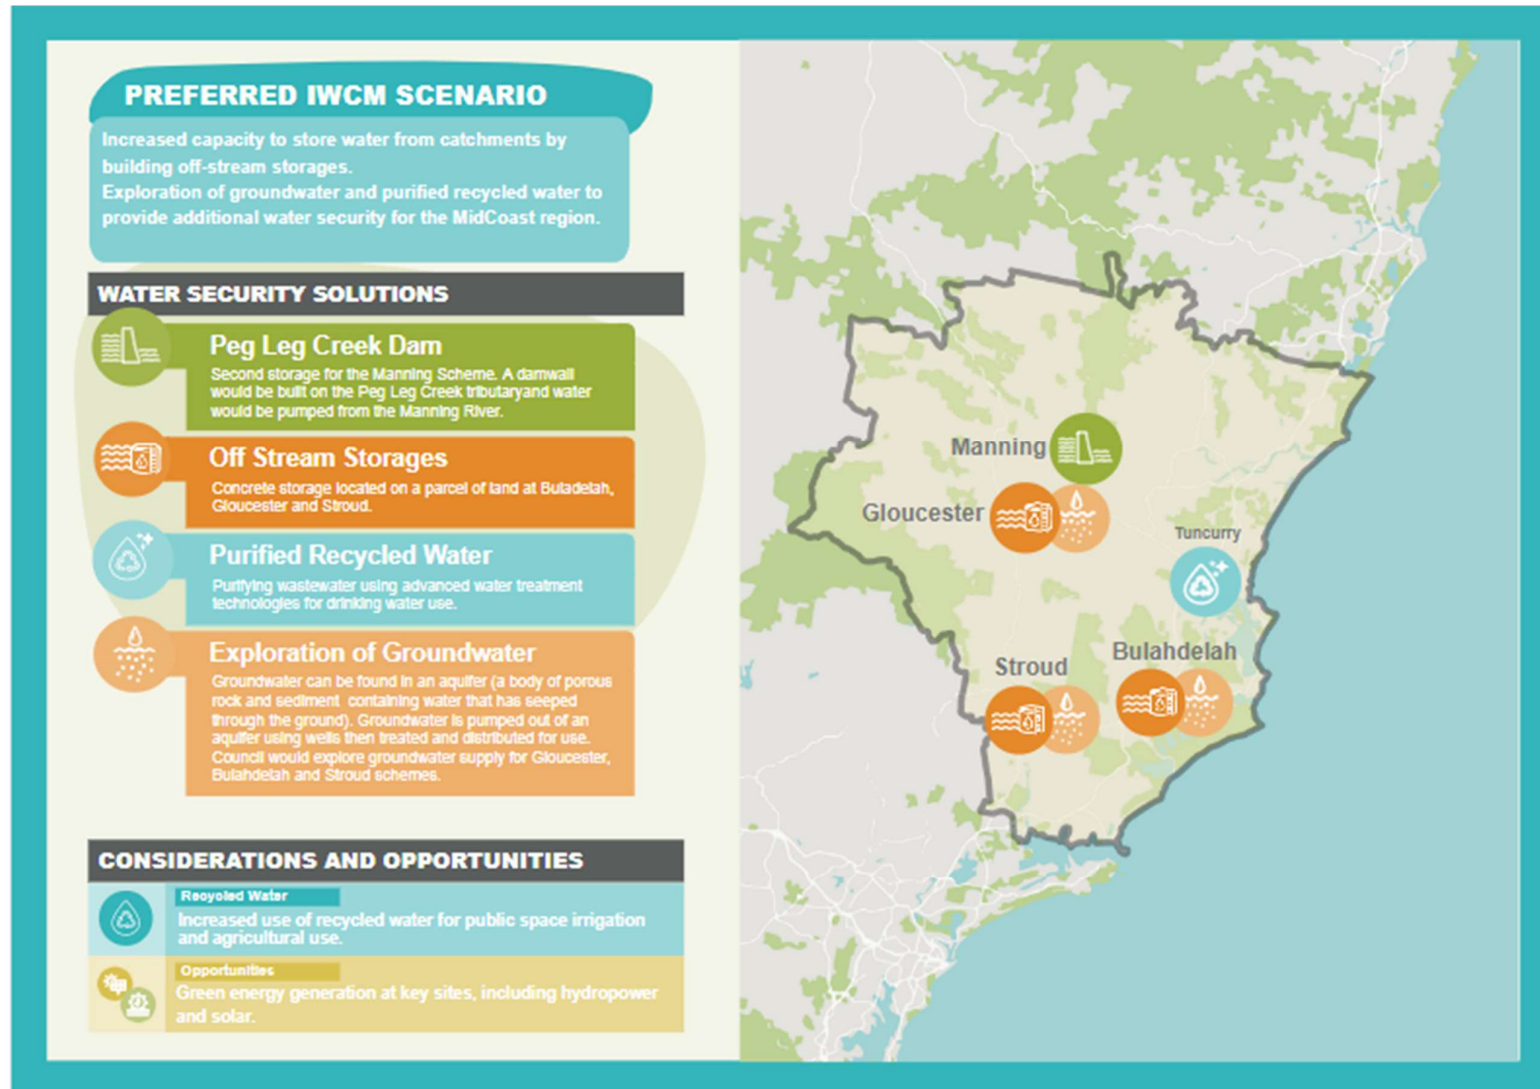 PREFERRED IWCM SCENARIO
Increased capacity to store water from catchments by
building off-stream storages.
Exploration of groundwater and purified recycled water to
provide additional water security for the MidCoast region.
WATER SECURITY SOLUTIONS
Peg Leg Creek Dam
Second storage for the Manning Scheme. A damwall
would be built on the Peg Leg Creek tributaryand water
would be pumped from the Manning River.
Off Stream Storages
Concrete storage located on a parcel of land at Buladelah,
Gloucester and Stroud.
Purified Recycled Water
Purifying wastewater using advanced water treatment
technologies for drinking water use.
Exploration of Groundwater
Groundwater can be found in an aquifer (a body of porous
rock and sediment containing water that has seeped
through the ground). Groundwater is pumped out of an
aquifer using wells then treated and distributed for use.
Council would explore groundwater supply for Gloucester,
Bulahdelah and Stroud schemes.
CONSIDERATIONS AND OPPORTUNITIES
Recycled Water
Increased use of recycled water for public space irrigation
and agricultural use.
Opportunities
Green energy generation at key sites, including hydropower
and solar.
Manning
Gloucester
Tuncurry
Stroud
Bulahdelah